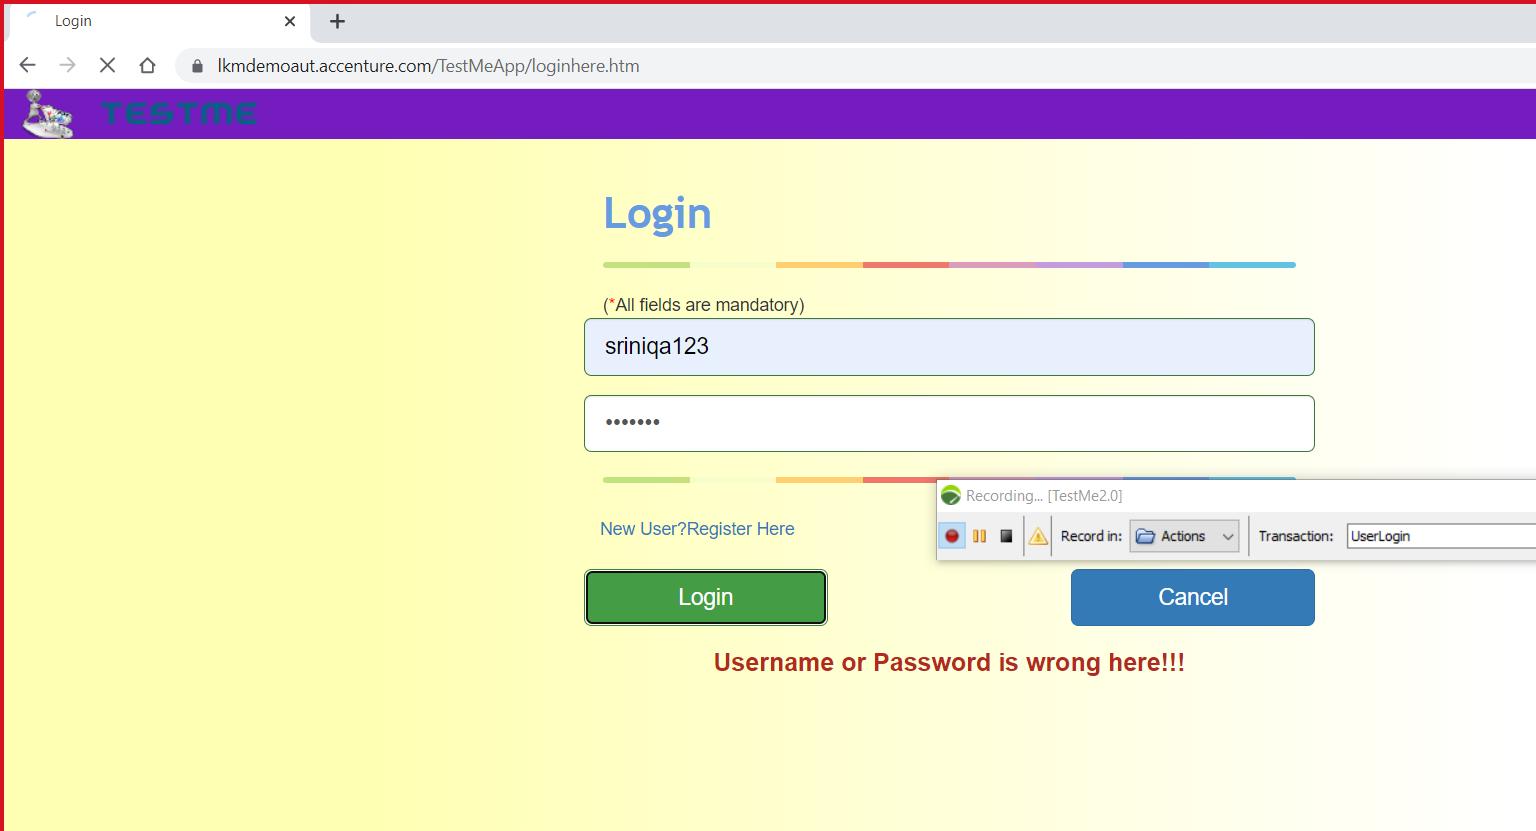 Login
lkmdemoaut.accenture.com/TestMeApp/loginhere.htm
TESTME
Login
(*All fields are mandatory)
sriniqa123
•••••••
Recording... [TestMe2.0]
Record in: Actions Transaction: UserLogin
New User?Register Here
Login Cancel
Username or Password is wrong here!!!